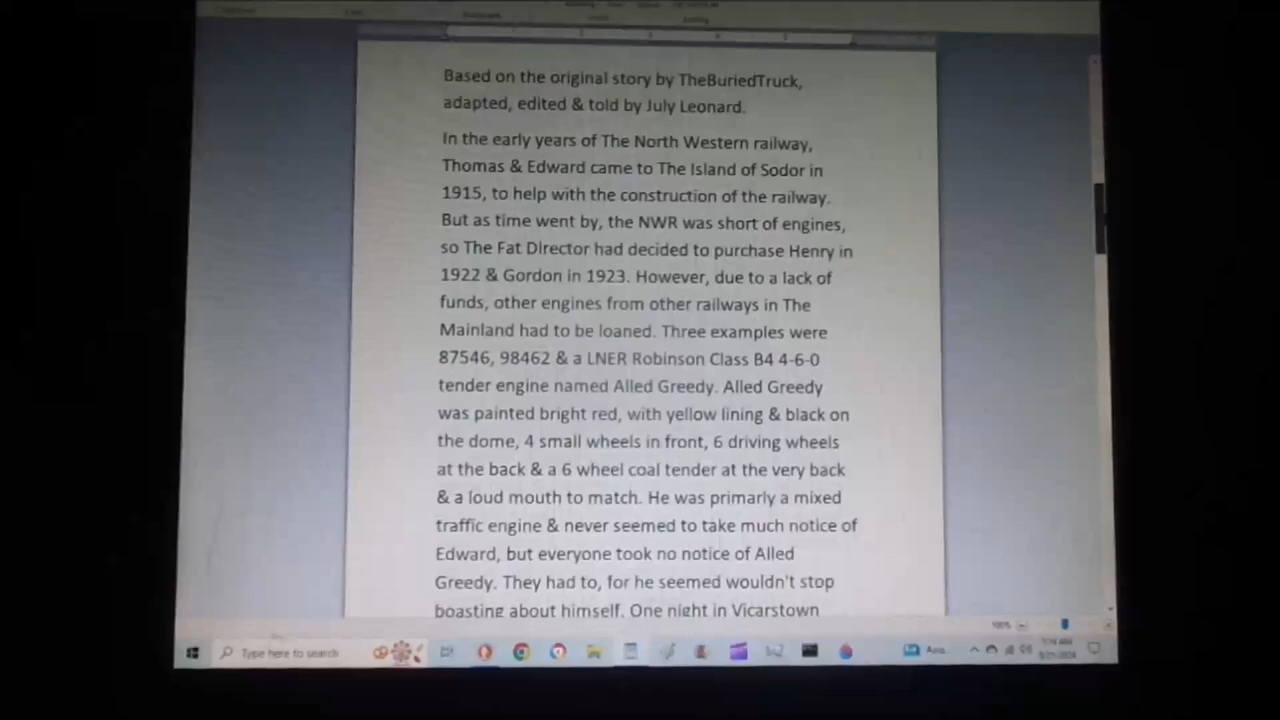 Based on the original story by TheBuriedTruck,
adapted, edited & told by July Leonard.
In the early years of The North Western railway,
Thomas & Edward came to The Island of Sodor in
1915, to help with the construction of the railway.
But as time went by, the NWR was short of engines,
so The Fat DIrector had decided to purchase Henry in
1922 & Gordon in 1923. However, due to a lack of
funds, other engines from other railways in The
Mainland had to be loaned. Three examples were
87546, 98462 & a LNER Robinson Class B4 4-6-0
tender engine named Alled Greedy. Alled Greedy
was painted bright red, with yellow lining & black on
the dome, 4 small wheels in front, 6 driving wheels
at the back & a 6 wheel coal tender at the very back
& a loud mouth to match. He was primarly a mixed
traffic engine & never seemed to take much notice of
Edward, but everyone took no notice of Alled
Greedy. They had to, for he seemed wouldn't stop
boasting about himself. One night in Vicarstown
100%
Type here to search